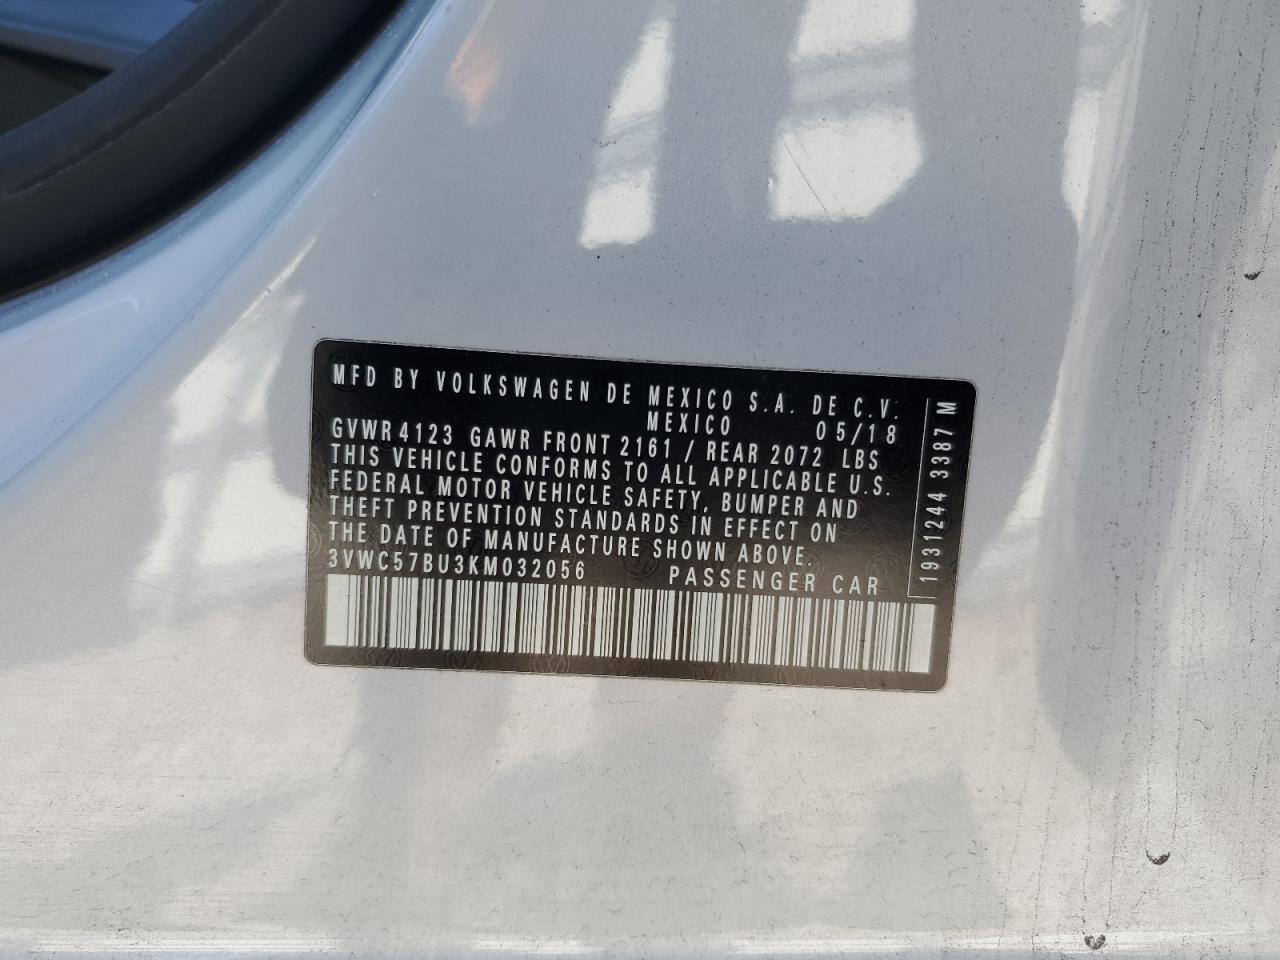 MFD BY VOLKSWAGEN DE MEXICO S.A. DE C.V.
MEXICO 05/18
GVWR 4123 GAWR FRONT 2161 / REAR 2072 LBS
THIS VEHICLE CONFORMS TO ALL APPLICABLE U.S.
FEDERAL MOTOR VEHICLE SAFETY, BUMPER AND
THEFT PREVENTION STANDARDS IN EFFECT ON
THE DATE OF MANUFACTURE SHOWN ABOVE.
3VWC57BU3KM032056 PASSENGER CAR
1931244 3387 M